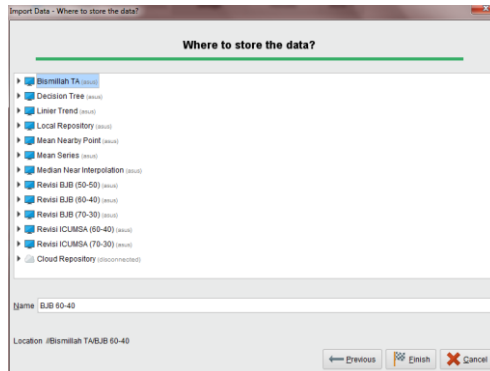 Import Data - Where to store the data?
Where to store the data?
Bismillah TA (asus)
Decision Tree (asus)
Linier Trend (asus)
Local Repository (asus)
Mean Nearby Point (asus)
Mean Series (asus)
Median Near Interpolation (asus)
Revisi BJB (50-50) (asus)
Revisi BJB (60-40) (asus)
Revisi BJB (70-30) (asus)
Revisi ICUMSA (60-40) (asus)
Revisi ICUMSA (70-30) (asus)
Cloud Repository (disconnected)
Name BJB 60-40
Location //Bismillah TA/BJB 60-40
Previous Finish Cancel